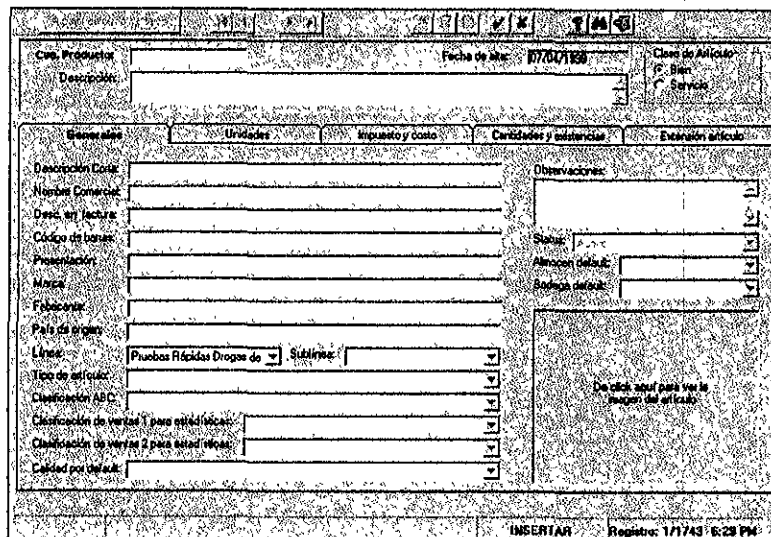 Cve. Productor
Fecha de alta: 07/04/1999
Clase de Artículo
Bien
Servicio
Descripción:
Generales Unidades Impuesto y costo Cantidades y existencias Extensión artículo
Descripción Corta:
Nombre Comercial:
Desc. en factura:
Código de barras:
Presentación:
Marca:
Fabricante:
País de origen:
Línea: Pruebas Rápidas Drogas de Sublínea:
Tipo de artículo:
Clasificación ABC:
Clasificación de ventas 1 para estadísticas:
Clasificación de ventas 2 para estadísticas:
Calidad por default:
Observaciones:
Status:
Almacen default:
Bodega default:
De click aquí para ver la
imagen del artículo
INSERTAR Registro: 1/1743 6:29 PM